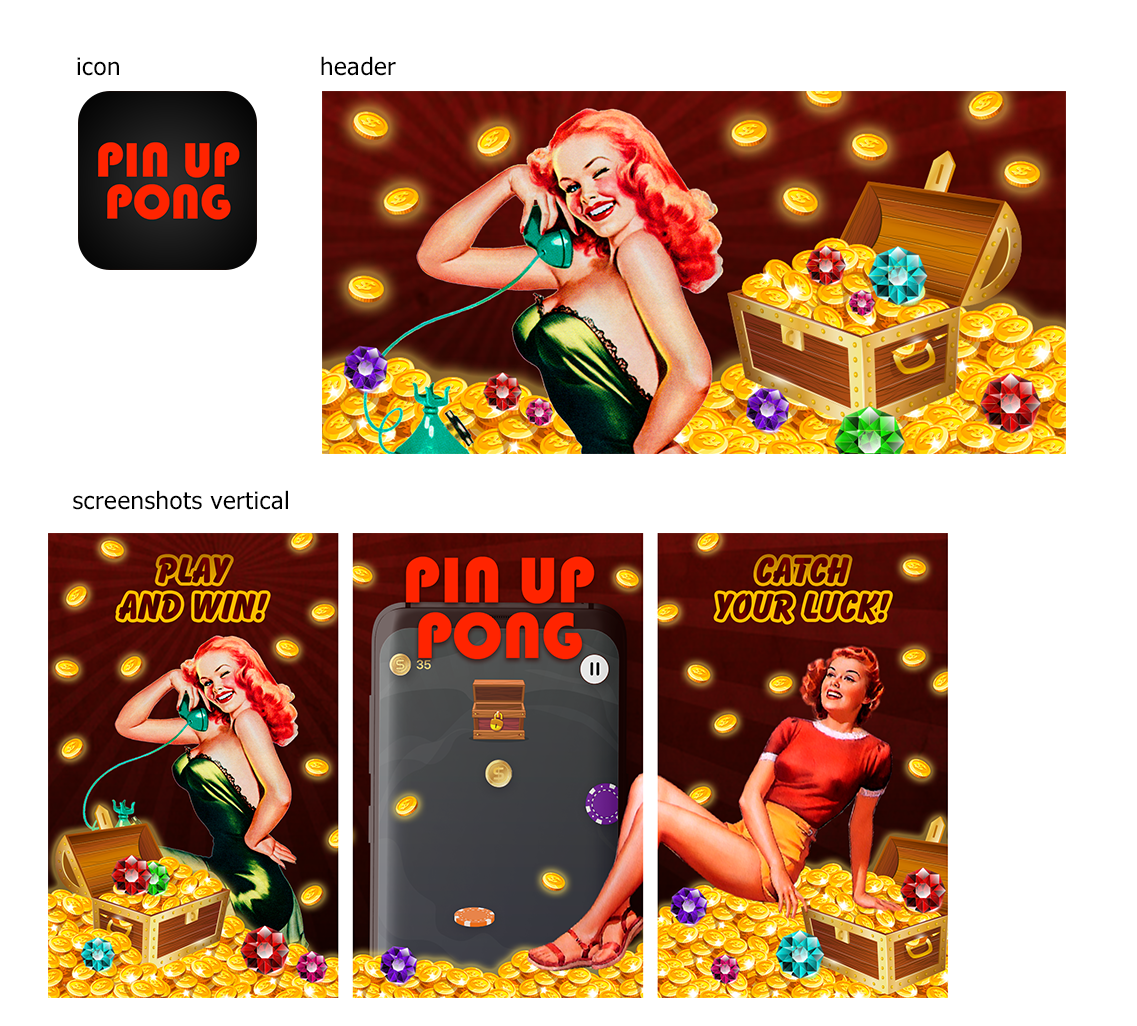 icon
header
PIN UP
PONG
screenshots vertical
PLAY
AND WIN!
PIN UP
PONG
35
CATCH
YOUR LUCK!